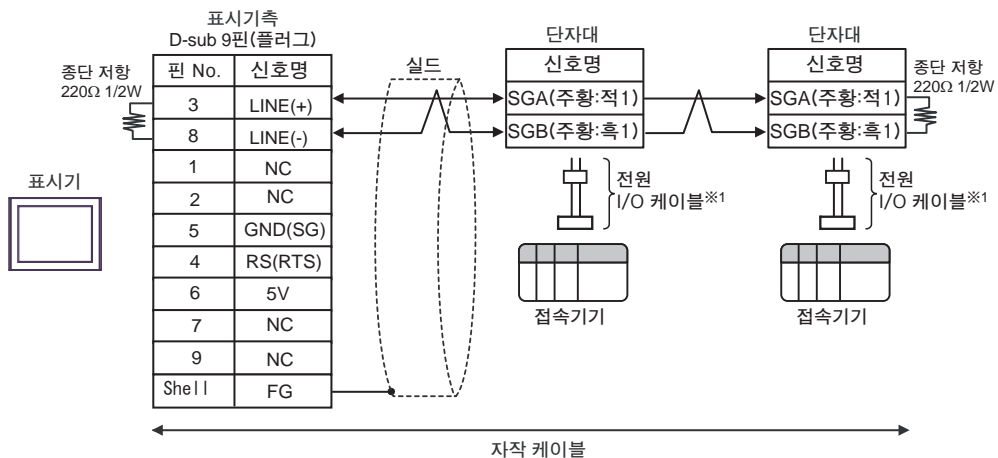 표시기측
D-sub 9핀(플러그)
단자대
단자대
종단 저항
220Ω 1/2W
핀 No.
신호명
실드
신호명
신호명
종단 저항
220Ω 1/2W
3
LINE(+)
SGA(주황:적1)
SGA(주황:적1)
8
LINE(-)
SGB(주황:흑1)
SGB(주황:흑1)
1
NC
표시기
2
NC
전원
I/O 케이블※1
전원
I/O 케이블※1
5
GND(SG)
4
RS(RTS)
6
5V
7
NC
접속기기
접속기기
9
NC
Shell
FG
자작 케이블